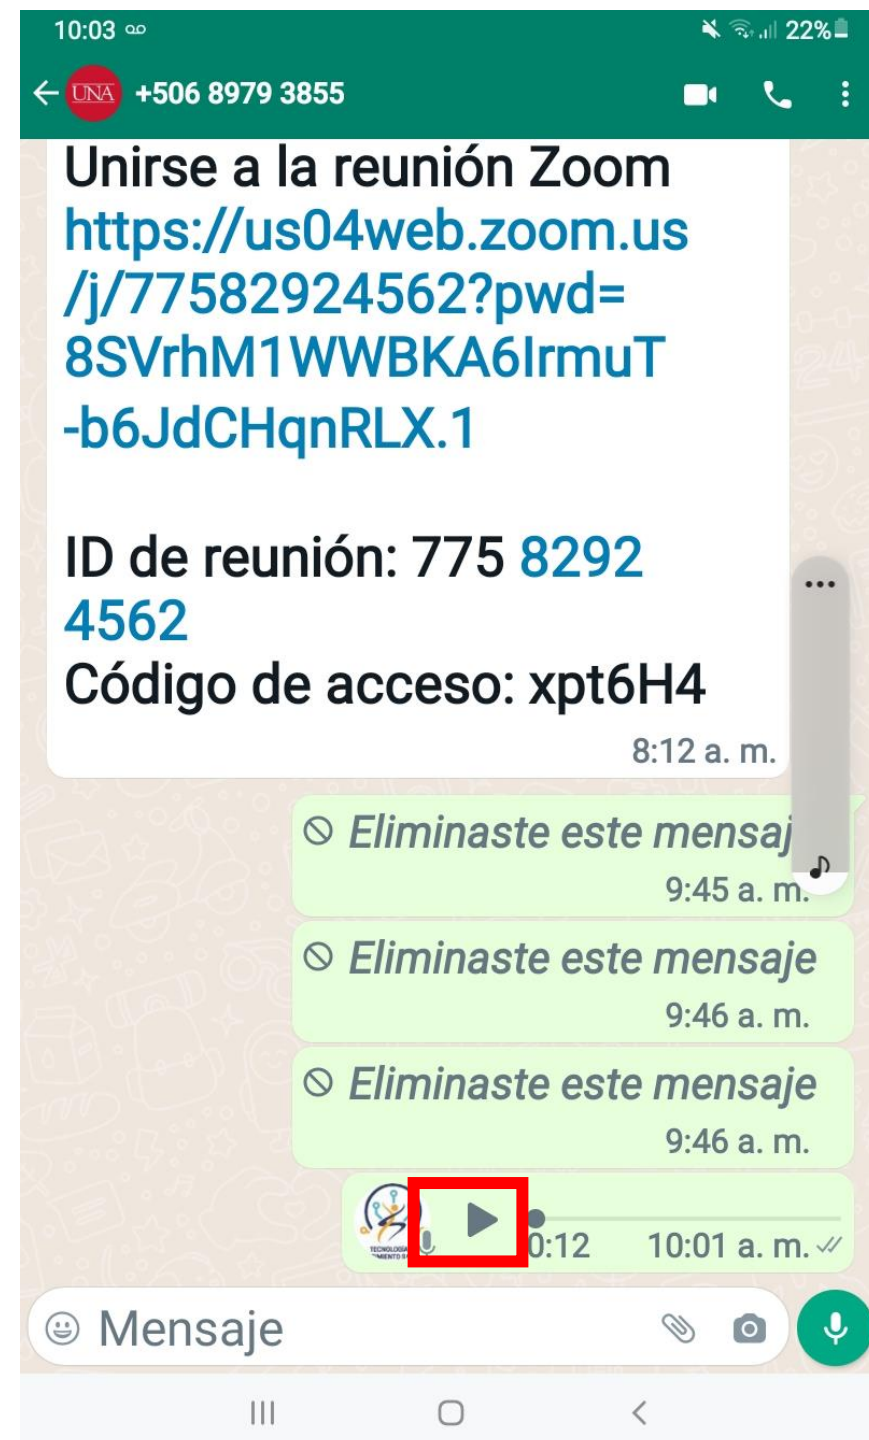 10:03
22%
UNA +506 8979 3855
Unirse a la reunión Zoom
https://us04web.zoom.us
/j/77582924562?pwd=
8SVrhM1WWBKA6IrmuT
-b6JdCHqnRLX.1
ID de reunión: 775 8292
4562
Código de acceso: xpt6H4
8:12 a. m.
Eliminaste este mensaj
9:45 a. m.
Eliminaste este mensaje
9:46 a. m.
Eliminaste este mensaje
9:46 a. m.
0:12 10:01 a. m.
Mensaje